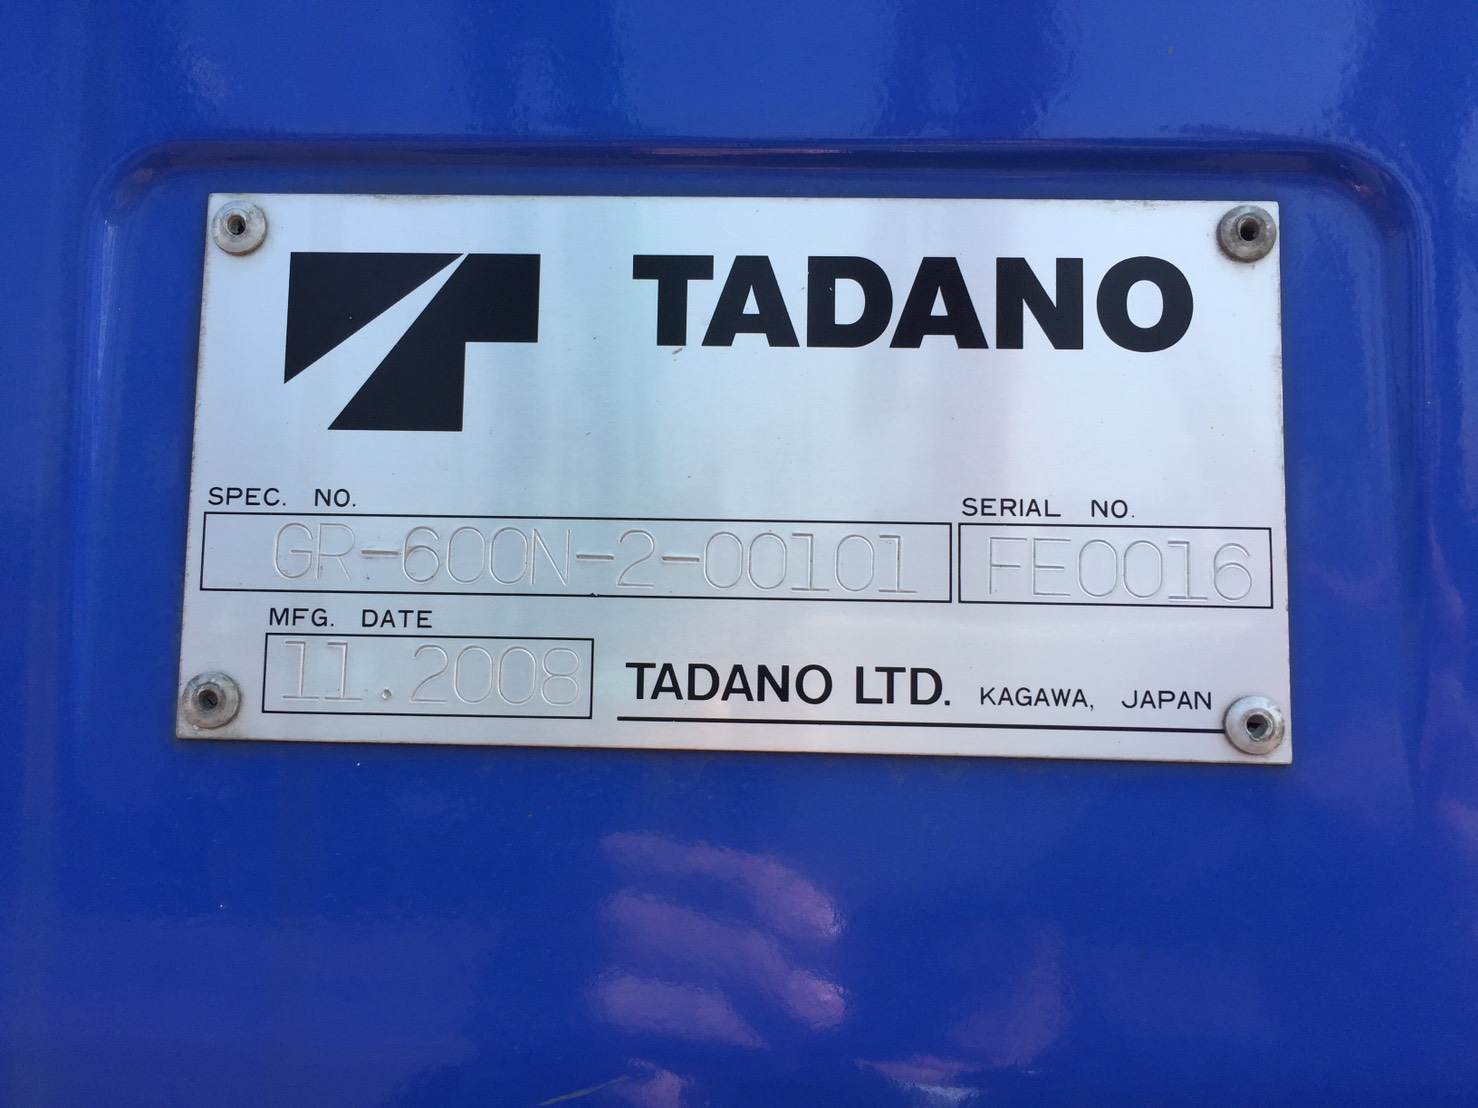 TADANO
SPEC. NO.
SERIAL NO.
GR-600N-2-00101
FE0016
MFG. DATE
11.2008
TADANO LTD. KAGAWA, JAPAN